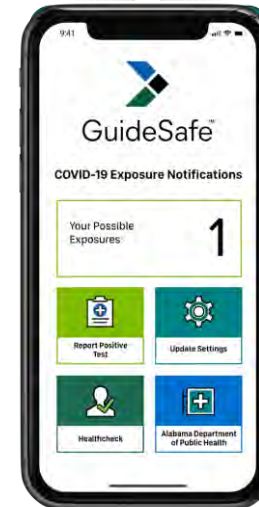 9:41
GuideSafe™
COVID-19 Exposure Notifications
Your Possible
Exposures
1
Report Positive
Test
Update Settings
Healthcheck
Alabama Department
of Public Health